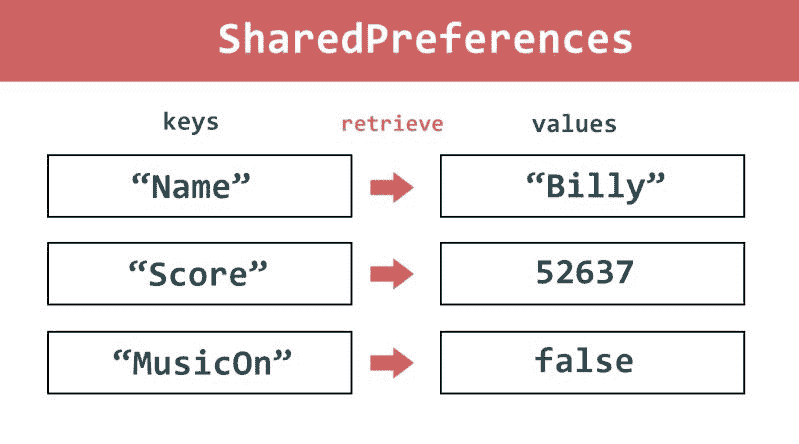 SharedPreferences
keys retrieve values
“Name” “Billy”
“Score” 52637
“MusicOn” false